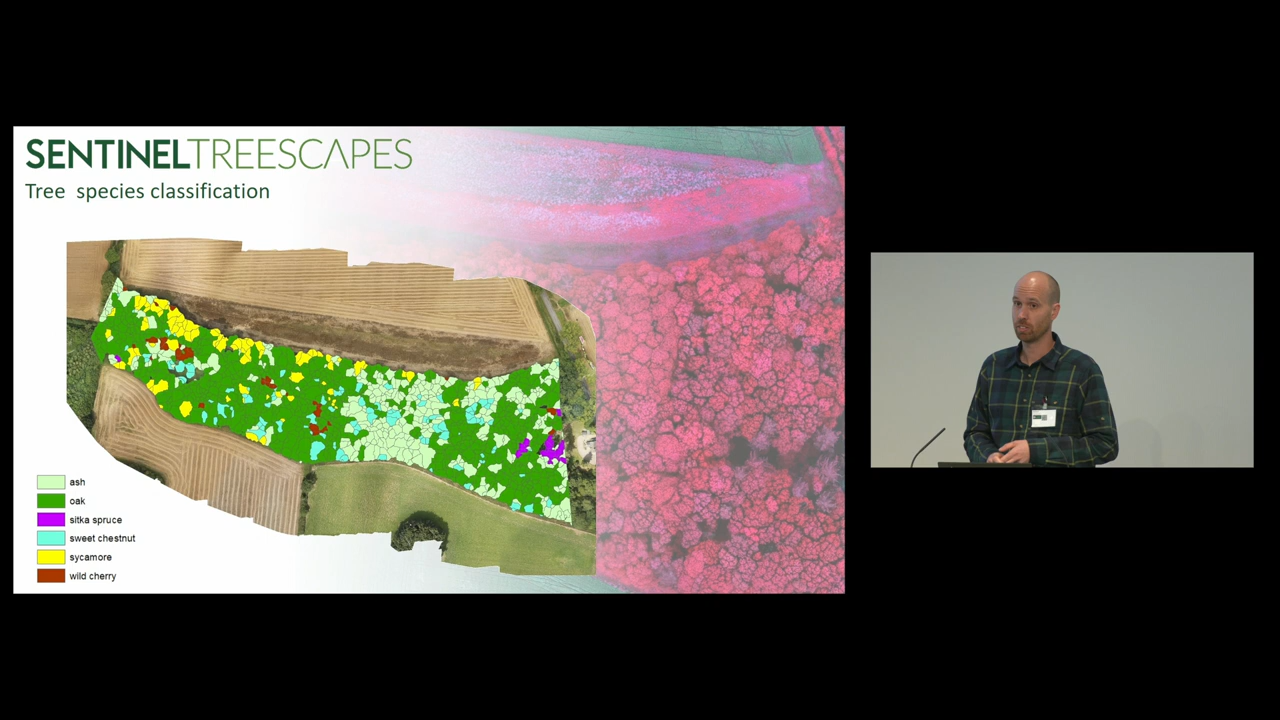 SENTINELTREESCAPES
Tree species classification
ash
oak
sitka spruce
sweet chestnut
sycamore
wild cherry